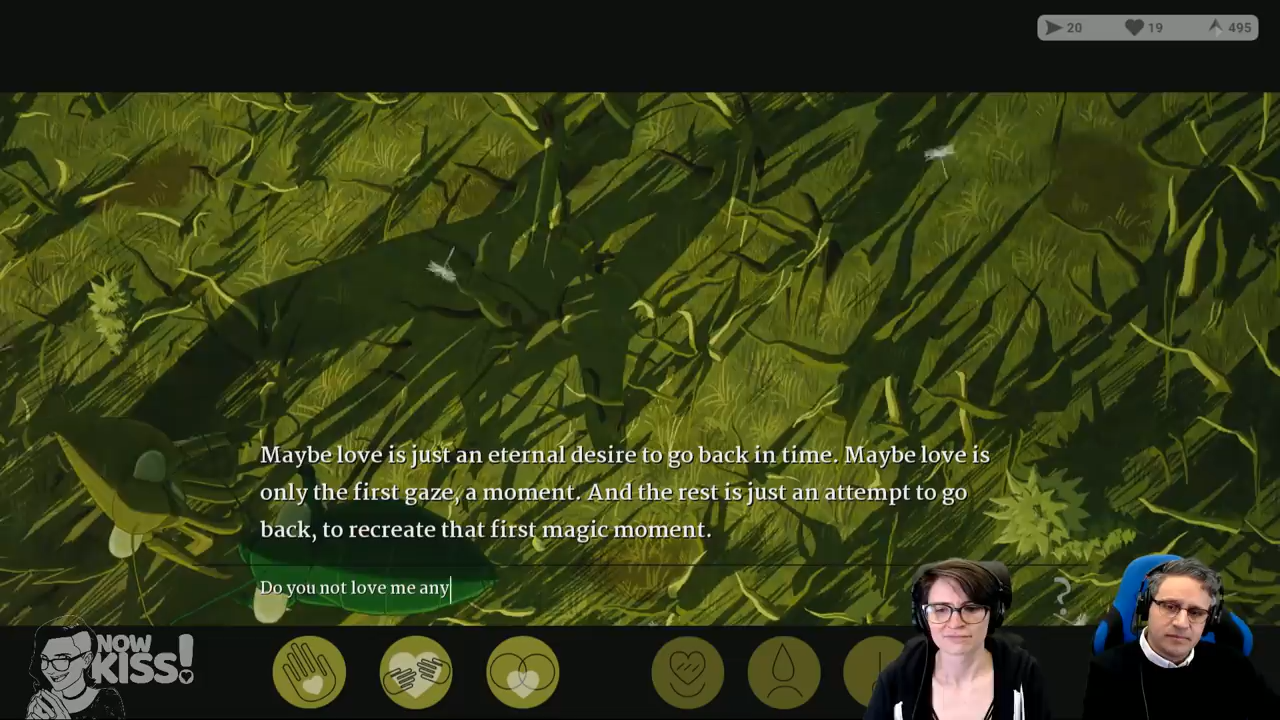 20 19 495
Maybe love is just an eternal desire to go back in time. Maybe love is
only the first gaze, a moment. And the rest is just an attempt to go
back, to recreate that first magic moment.
Do you not love me any
?
NOW
KISS!